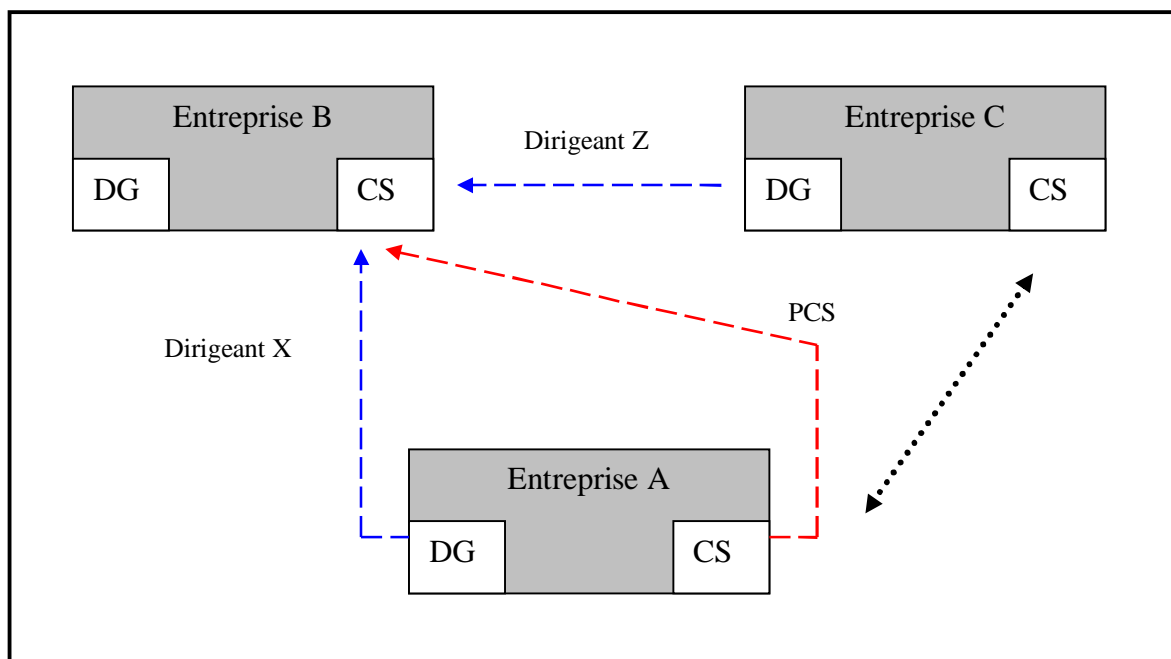 Entreprise B
Entreprise C
Dirigeant Z
DG
CS
DG
CS
PCS
Dirigeant X
Entreprise A
DG
CS